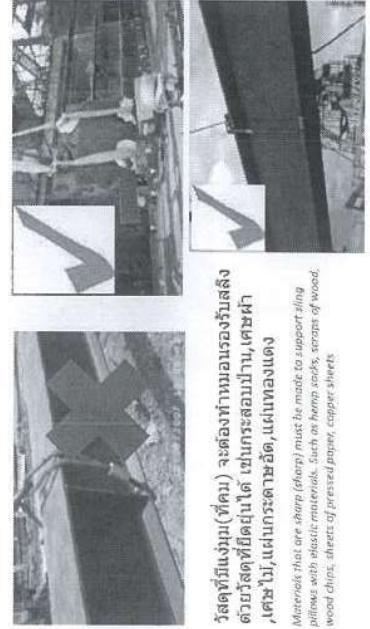 วัสดุที่มีแง่มุม(ที่คม) จะต้องทำหมอนรองรับสลิง
ด้วยวัสดุที่ยืดยุ่นได้ เช่นกระสอบป่าน,เศษผ้า
,เศษไม้,แผ่นกระดาษอัด,แผ่นทองแดง
Materials that are sharp (sharp) must be made to support sling
pillows with elastic materials. Such as hemp sacks, scraps of wood,
wood chips, sheets of pressed paper, copper sheets